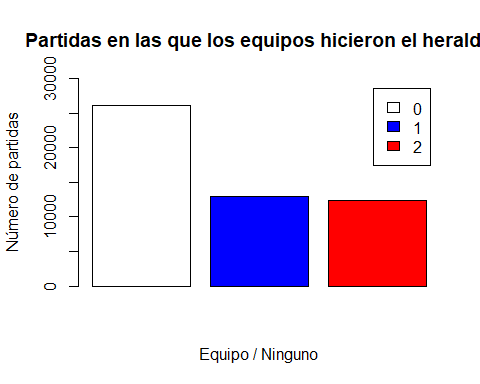 Partidas en las que los equipos hicieron el herald
30000
10000
0
Número de partidas
0
1
2
Equipo / Ninguno